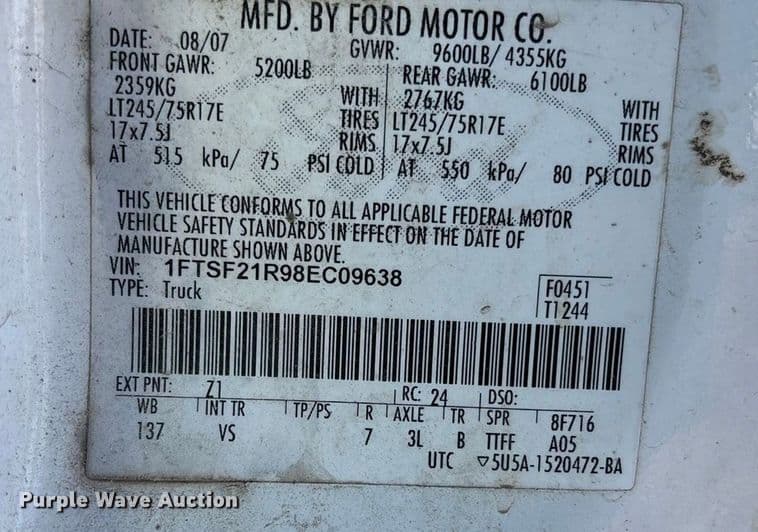 MFD. BY FORD MOTOR CO.
DATE: 08/07 GVWR: 9600LB/ 4355KG
FRONT GAWR: 5200LB REAR GAWR: 6100LB
2359KG WITH 2767KG WITH
LT245/75R17E TIRES LT245/75R17E TIRES
17x7.5J RIMS 17x7.5J RIMS
AT 515 kPa/ 75 PSI COLD AT 550 kPa/ 80 PSI COLD
THIS VEHICLE CONFORMS TO ALL APPLICABLE FEDERAL MOTOR
VEHICLE SAFETY STANDARDS IN EFFECT ON THE DATE OF
MANUFACTURE SHOWN ABOVE.
VIN: 1FTSF21R98EC09638
TYPE: Truck
F0451
T1244
EXT PNT: Z1 RC: 24 DSO:
WB INT TR TP/PS R AXLE TR SPR 8F716
137 VS 7 3L B TTFF A05
UTC ▽5U5A-1520472-BA
Purple Wave Auction